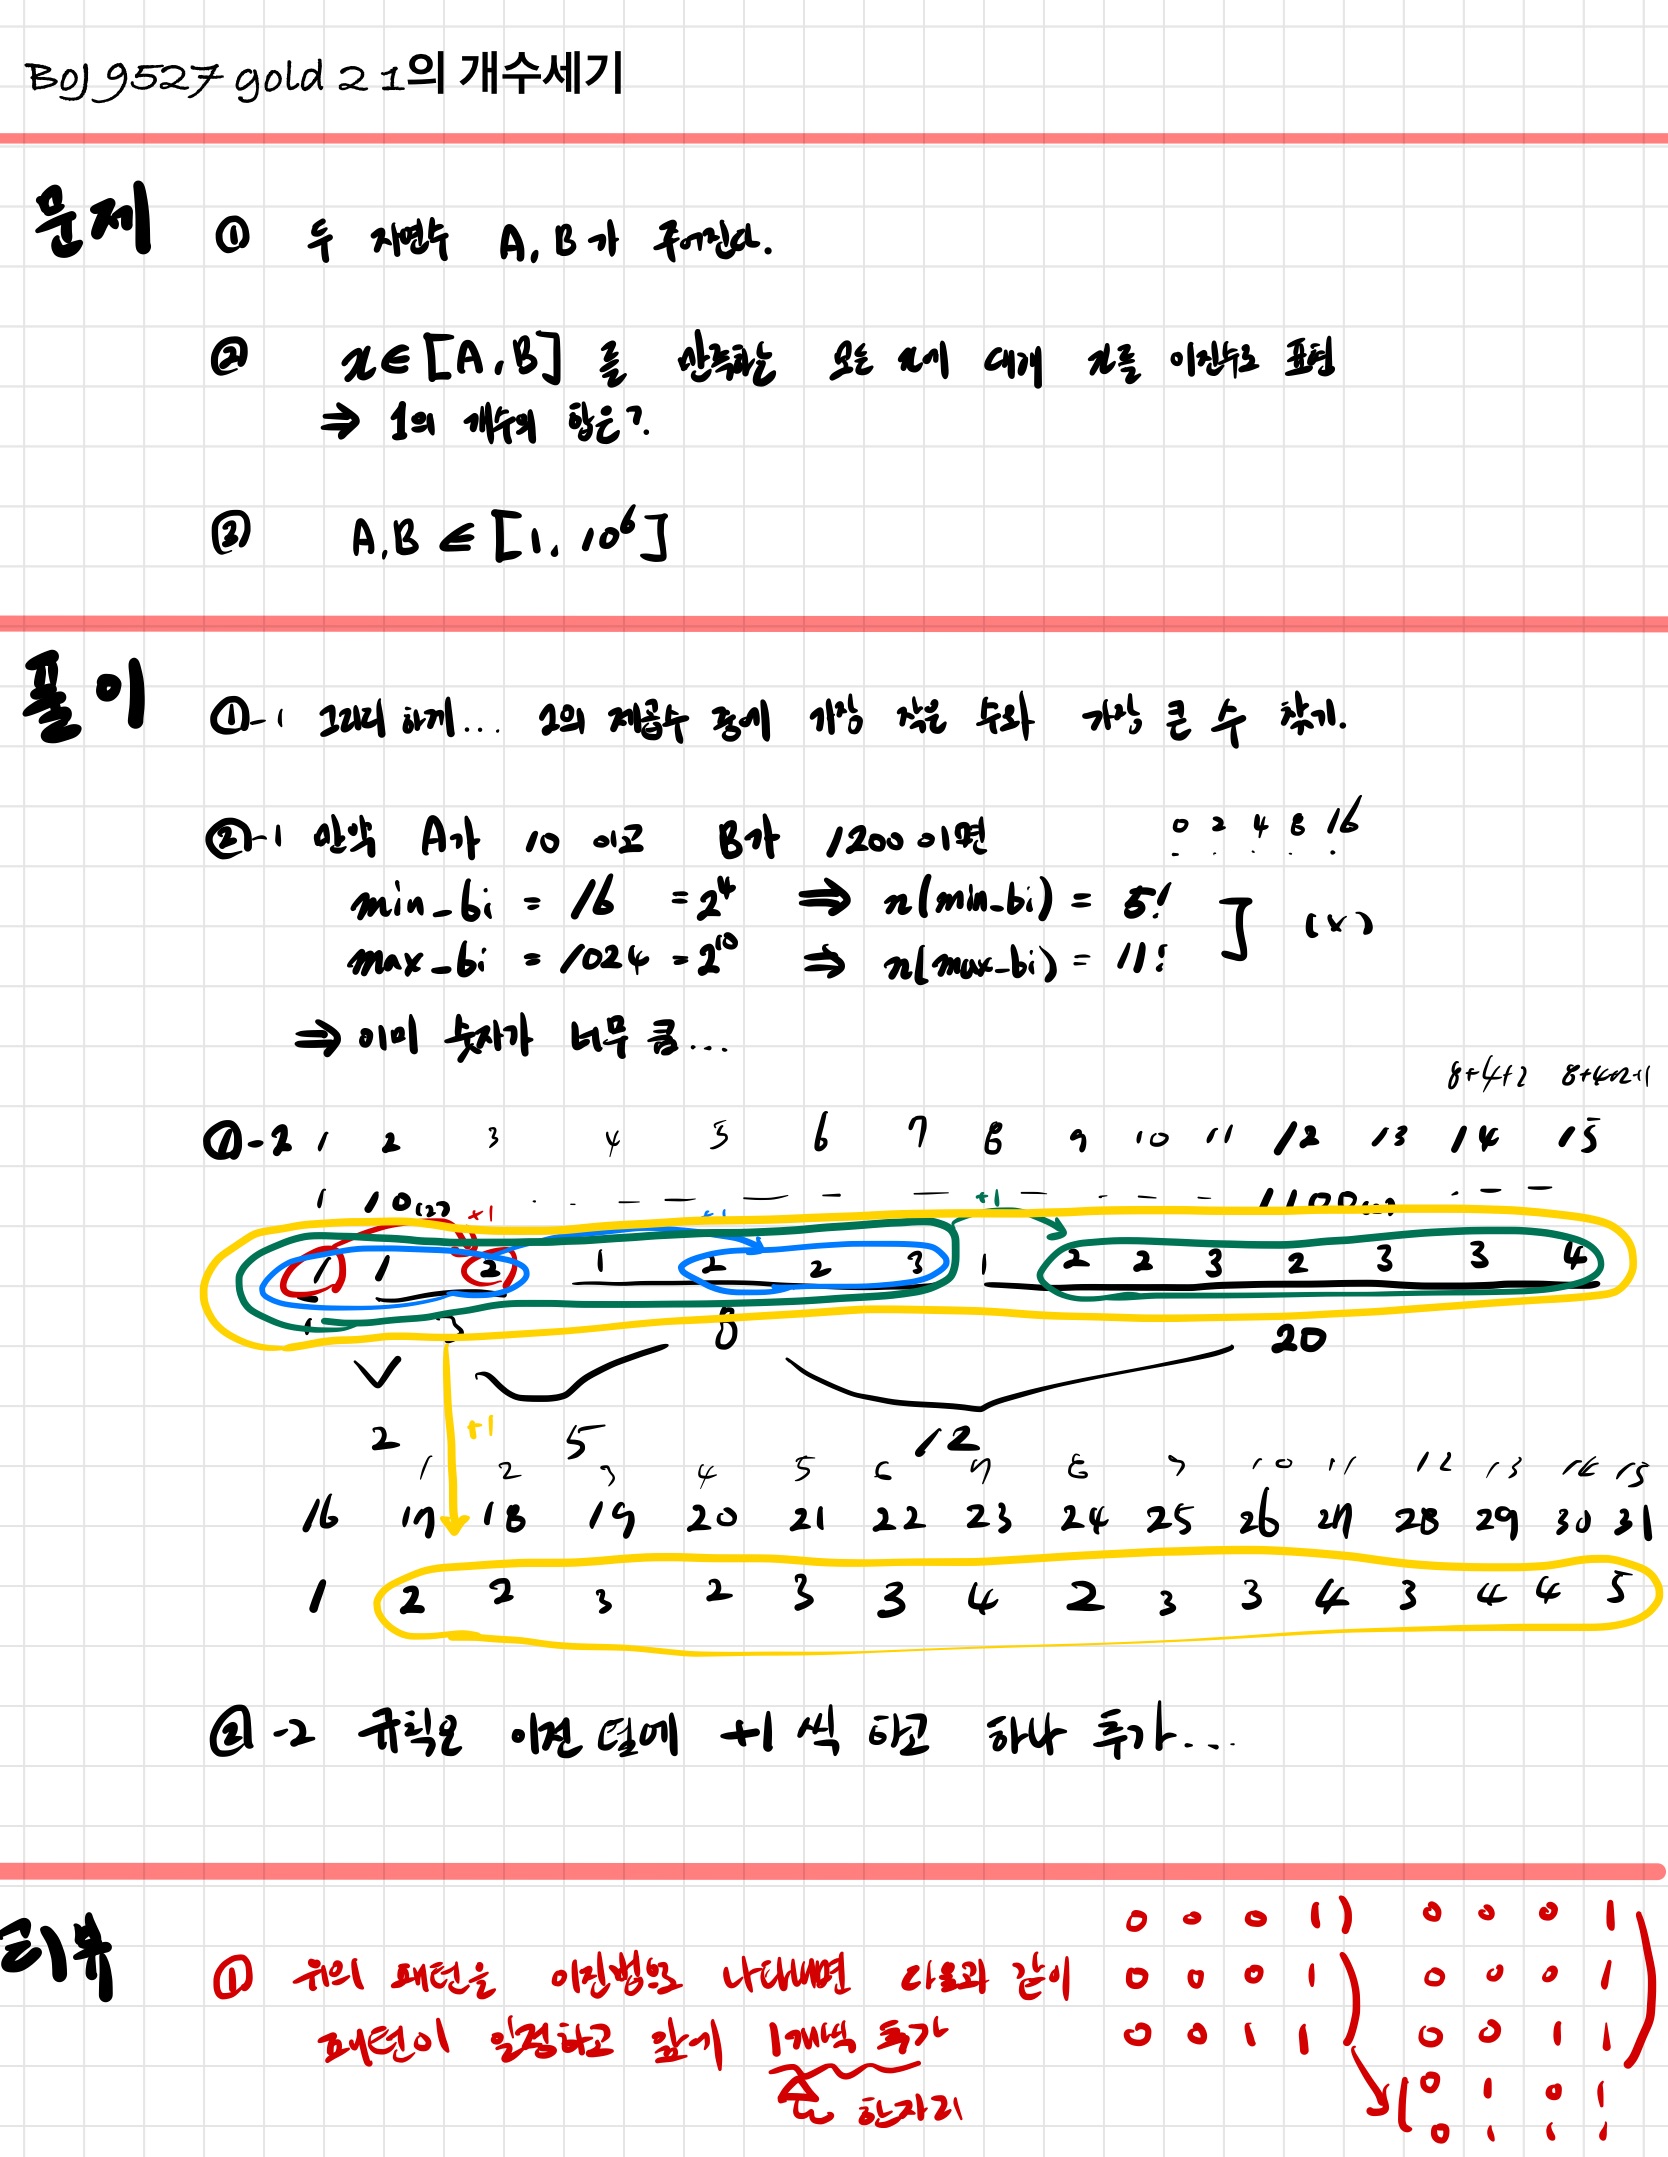 BOJ 9527 gold 2 1의 개수세기
문제
① 두 자연수 A, B가 주어진다.
② x∈[A, B] 를 만족하는 모든 x에 대해 x를 이진수로 표현
⇒ 1의 개수의 합은?
③ A, B ∈ [1, 10⁶]
풀이
①-1 그리디 하게... 2의 제곱수 중에 가장 작은 수와 가장 큰 수 찾기.
②-1 만약 A가 10 이고 B가 1200 이면
0 2 4 8 16
min_bi = 16 = 2⁴ ⇒ n(min_bi) = 5!
max_bi = 1024 = 2¹⁰ ⇒ n(max_bi) = 11!
(x)
⇒ 이미 숫자가 너무 큼...
8+4+2 8+4+2+1
①-2 1 2 3 4 5 6 7 8 9 10 11 12 13 14 15
1 10(2) 1100(2)
+1 +1 +1
1 1 2 1 2 2 3 1 2 2 3 2 3 3 4
1 3 8 20
2 5 12
+1
1 2 3 4 5 6 7 8 9 10 11 12 13 14 15
16 17 18 19 20 21 22 23 24 25 26 27 28 29 30 31
1 2 2 3 2 3 3 4 2 3 3 4 3 4 4 5
②-2 규칙은 이전 열에 +1 씩 하고 하나 추가...
리뷰
① 위의 패턴을 이진법으로 나타내면 다음과 같이
패턴이 일정하고 앞에 1개씩 추가
한자리
0 0 0 1
0 0 0 1
0 0 1 1
0 0 0 1
0 0 0 1
0 0 1 1
0 1 0 1
0 1 1 1